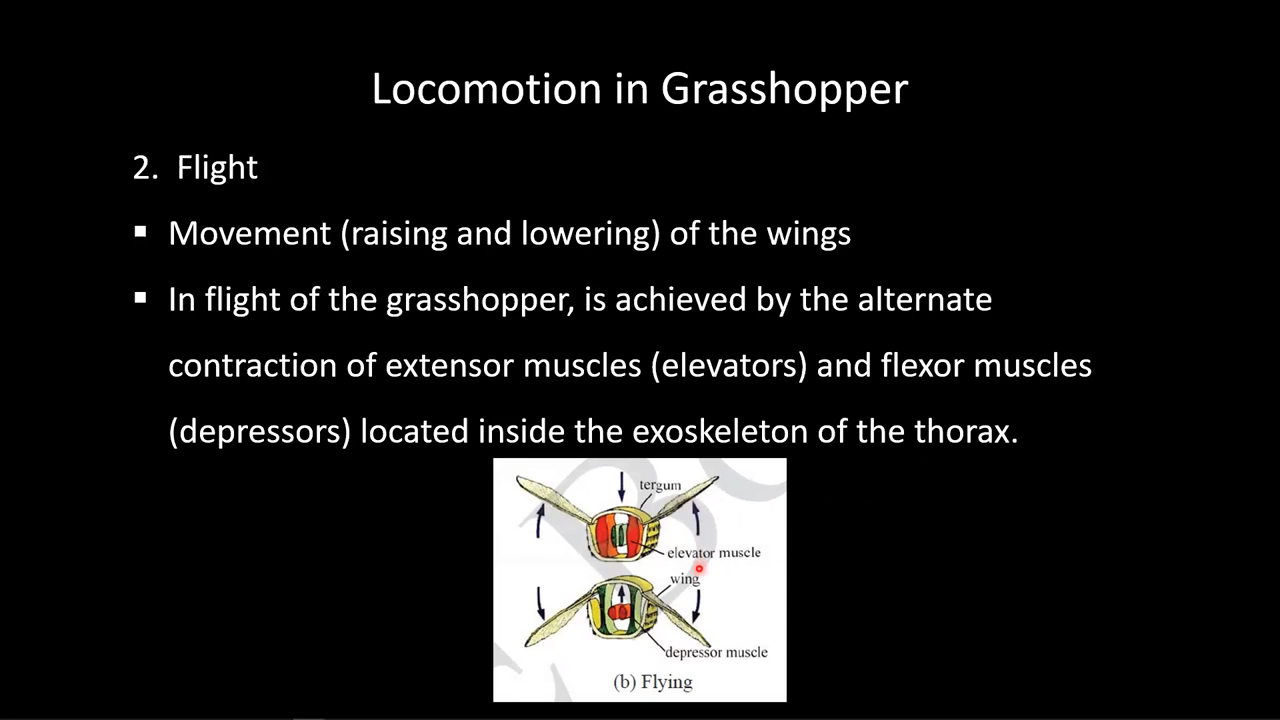 Locomotion in Grasshopper
2. Flight
▪ Movement (raising and lowering) of the wings
▪ In flight of the grasshopper, is achieved by the alternate
contraction of extensor muscles (elevators) and flexor muscles
(depressors) located inside the exoskeleton of the thorax.
tergum
elevator muscle
wing
depressor muscle
(b) Flying